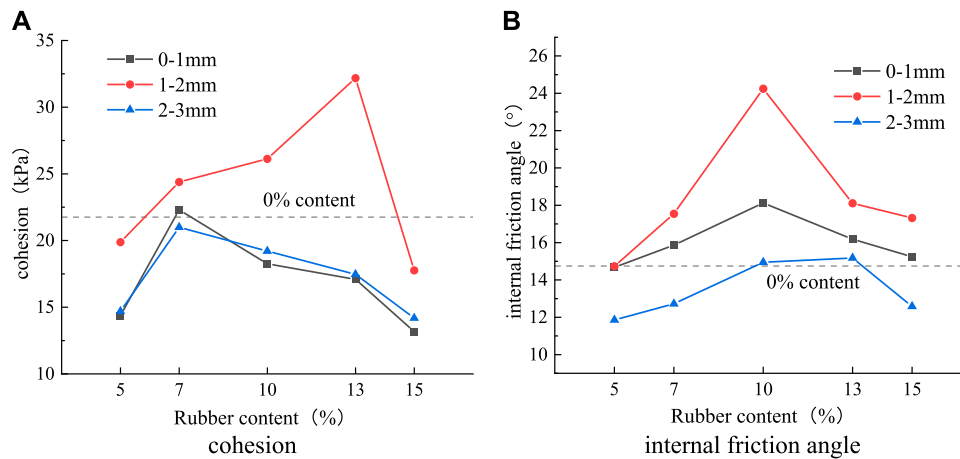 A
35
30
25
20
15
10
cohesion（kPa）
0-1mm
1-2mm
2-3mm
0% content
5
7
10
13
15
Rubber content（%）
cohesion
B
26
24
22
20
18
16
14
12
10
internal friction angle（°）
0-1mm
1-2mm
2-3mm
0% content
5
7
10
13
15
Rubber content（%）
internal friction angle